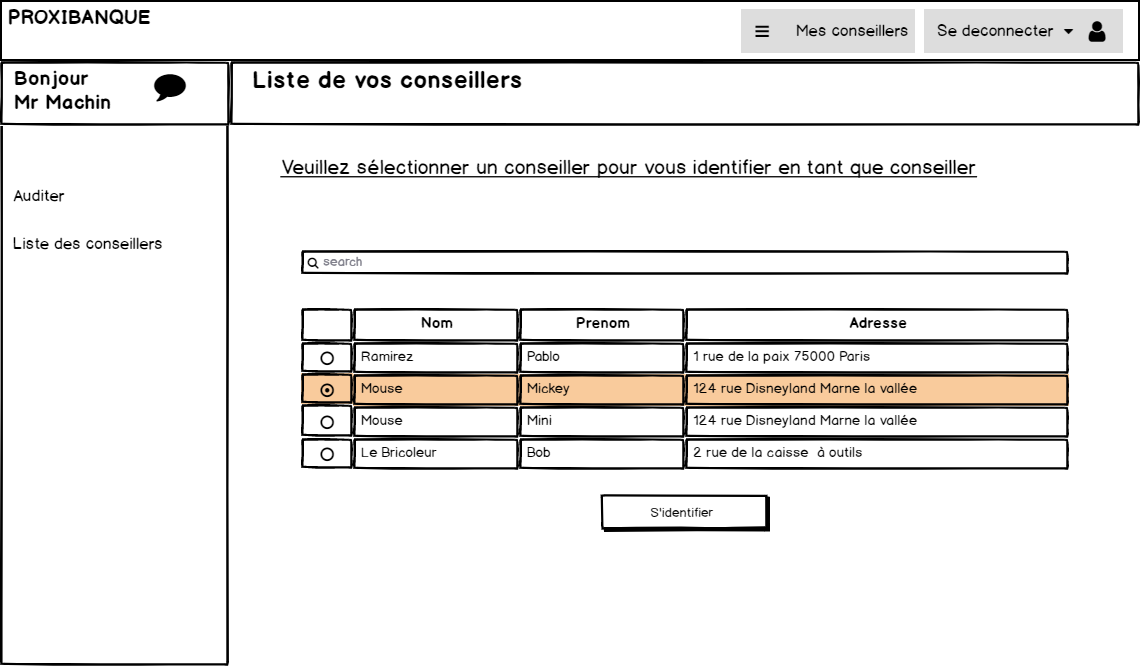 PROXIBANQUE
Mes conseillers
Se deconnecter
Bonjour
Mr Machin
Liste de vos conseillers
Veuillez sélectionner un conseiller pour vous identifier en tant que conseiller
Auditer
Liste des conseillers
search
Nom Prenom Adresse
Ramirez Pablo 1 rue de la paix 75000 Paris
Mouse Mickey 124 rue Disneyland Marne la vallée
Mouse Mini 124 rue Disneyland Marne la vallée
Le Bricoleur Bob 2 rue de la caisse à outils
S'identifier